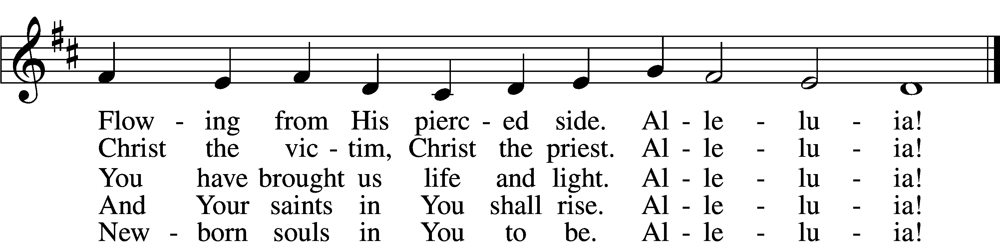 Flow - ing from His pierc - ed side. Al - le - lu - ia!
Christ the vic - tim, Christ the priest. Al - le - lu - ia!
You have brought us life and light. Al - le - lu - ia!
And Your saints in You shall rise. Al - le - lu - ia!
New - born souls in You to be. Al - le - lu - ia!